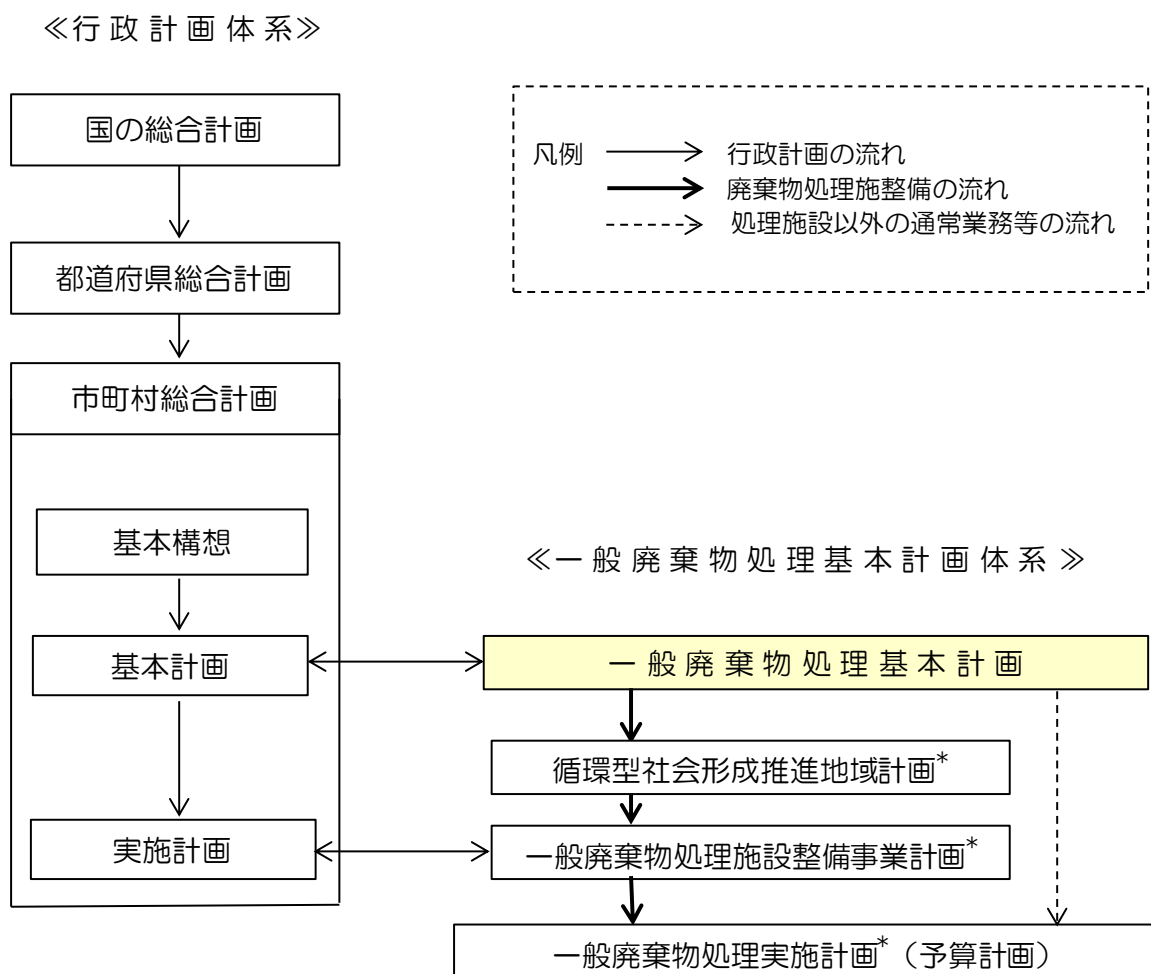 ≪行政計画体系≫
国の総合計画
都道府県総合計画
市町村総合計画
基本構想
基本計画
実施計画
凡例
行政計画の流れ
廃棄物処理施整備の流れ
処理施設以外の通常業務等の流れ
≪一般廃棄物処理基本計画体系≫
一般廃棄物処理基本計画
循環型社会形成推進地域計画*
一般廃棄物処理施設整備事業計画*
一般廃棄物処理実施計画*（予算計画）